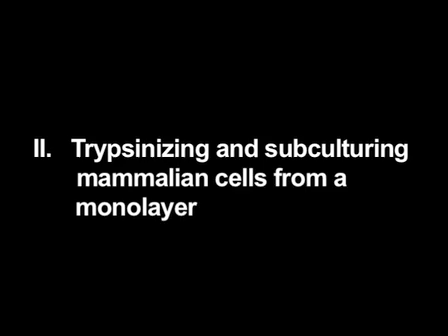 II. Trypsinizing and subculturing
mammalian cells from a
monolayer